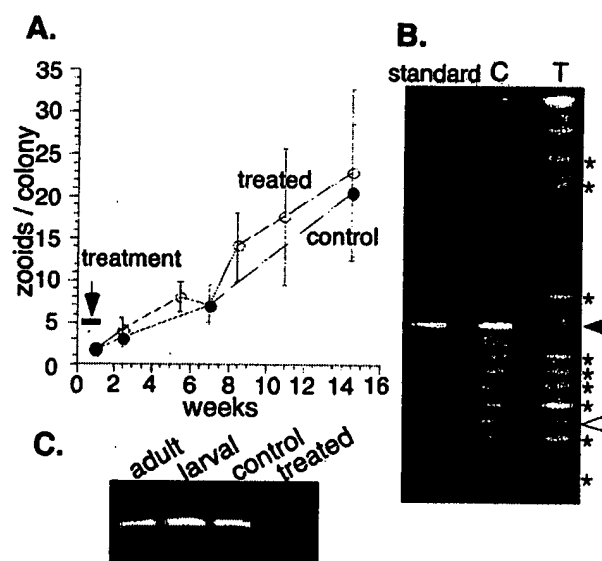 A.
35
30
25
20
15
10
5
0
zooids / colony
treatment
treated
control
0 2 4 6 8 10 12 14 16
weeks
B.
standard C T
*
*
*
*
*
*
*
*
*
C.
adult larval control treated